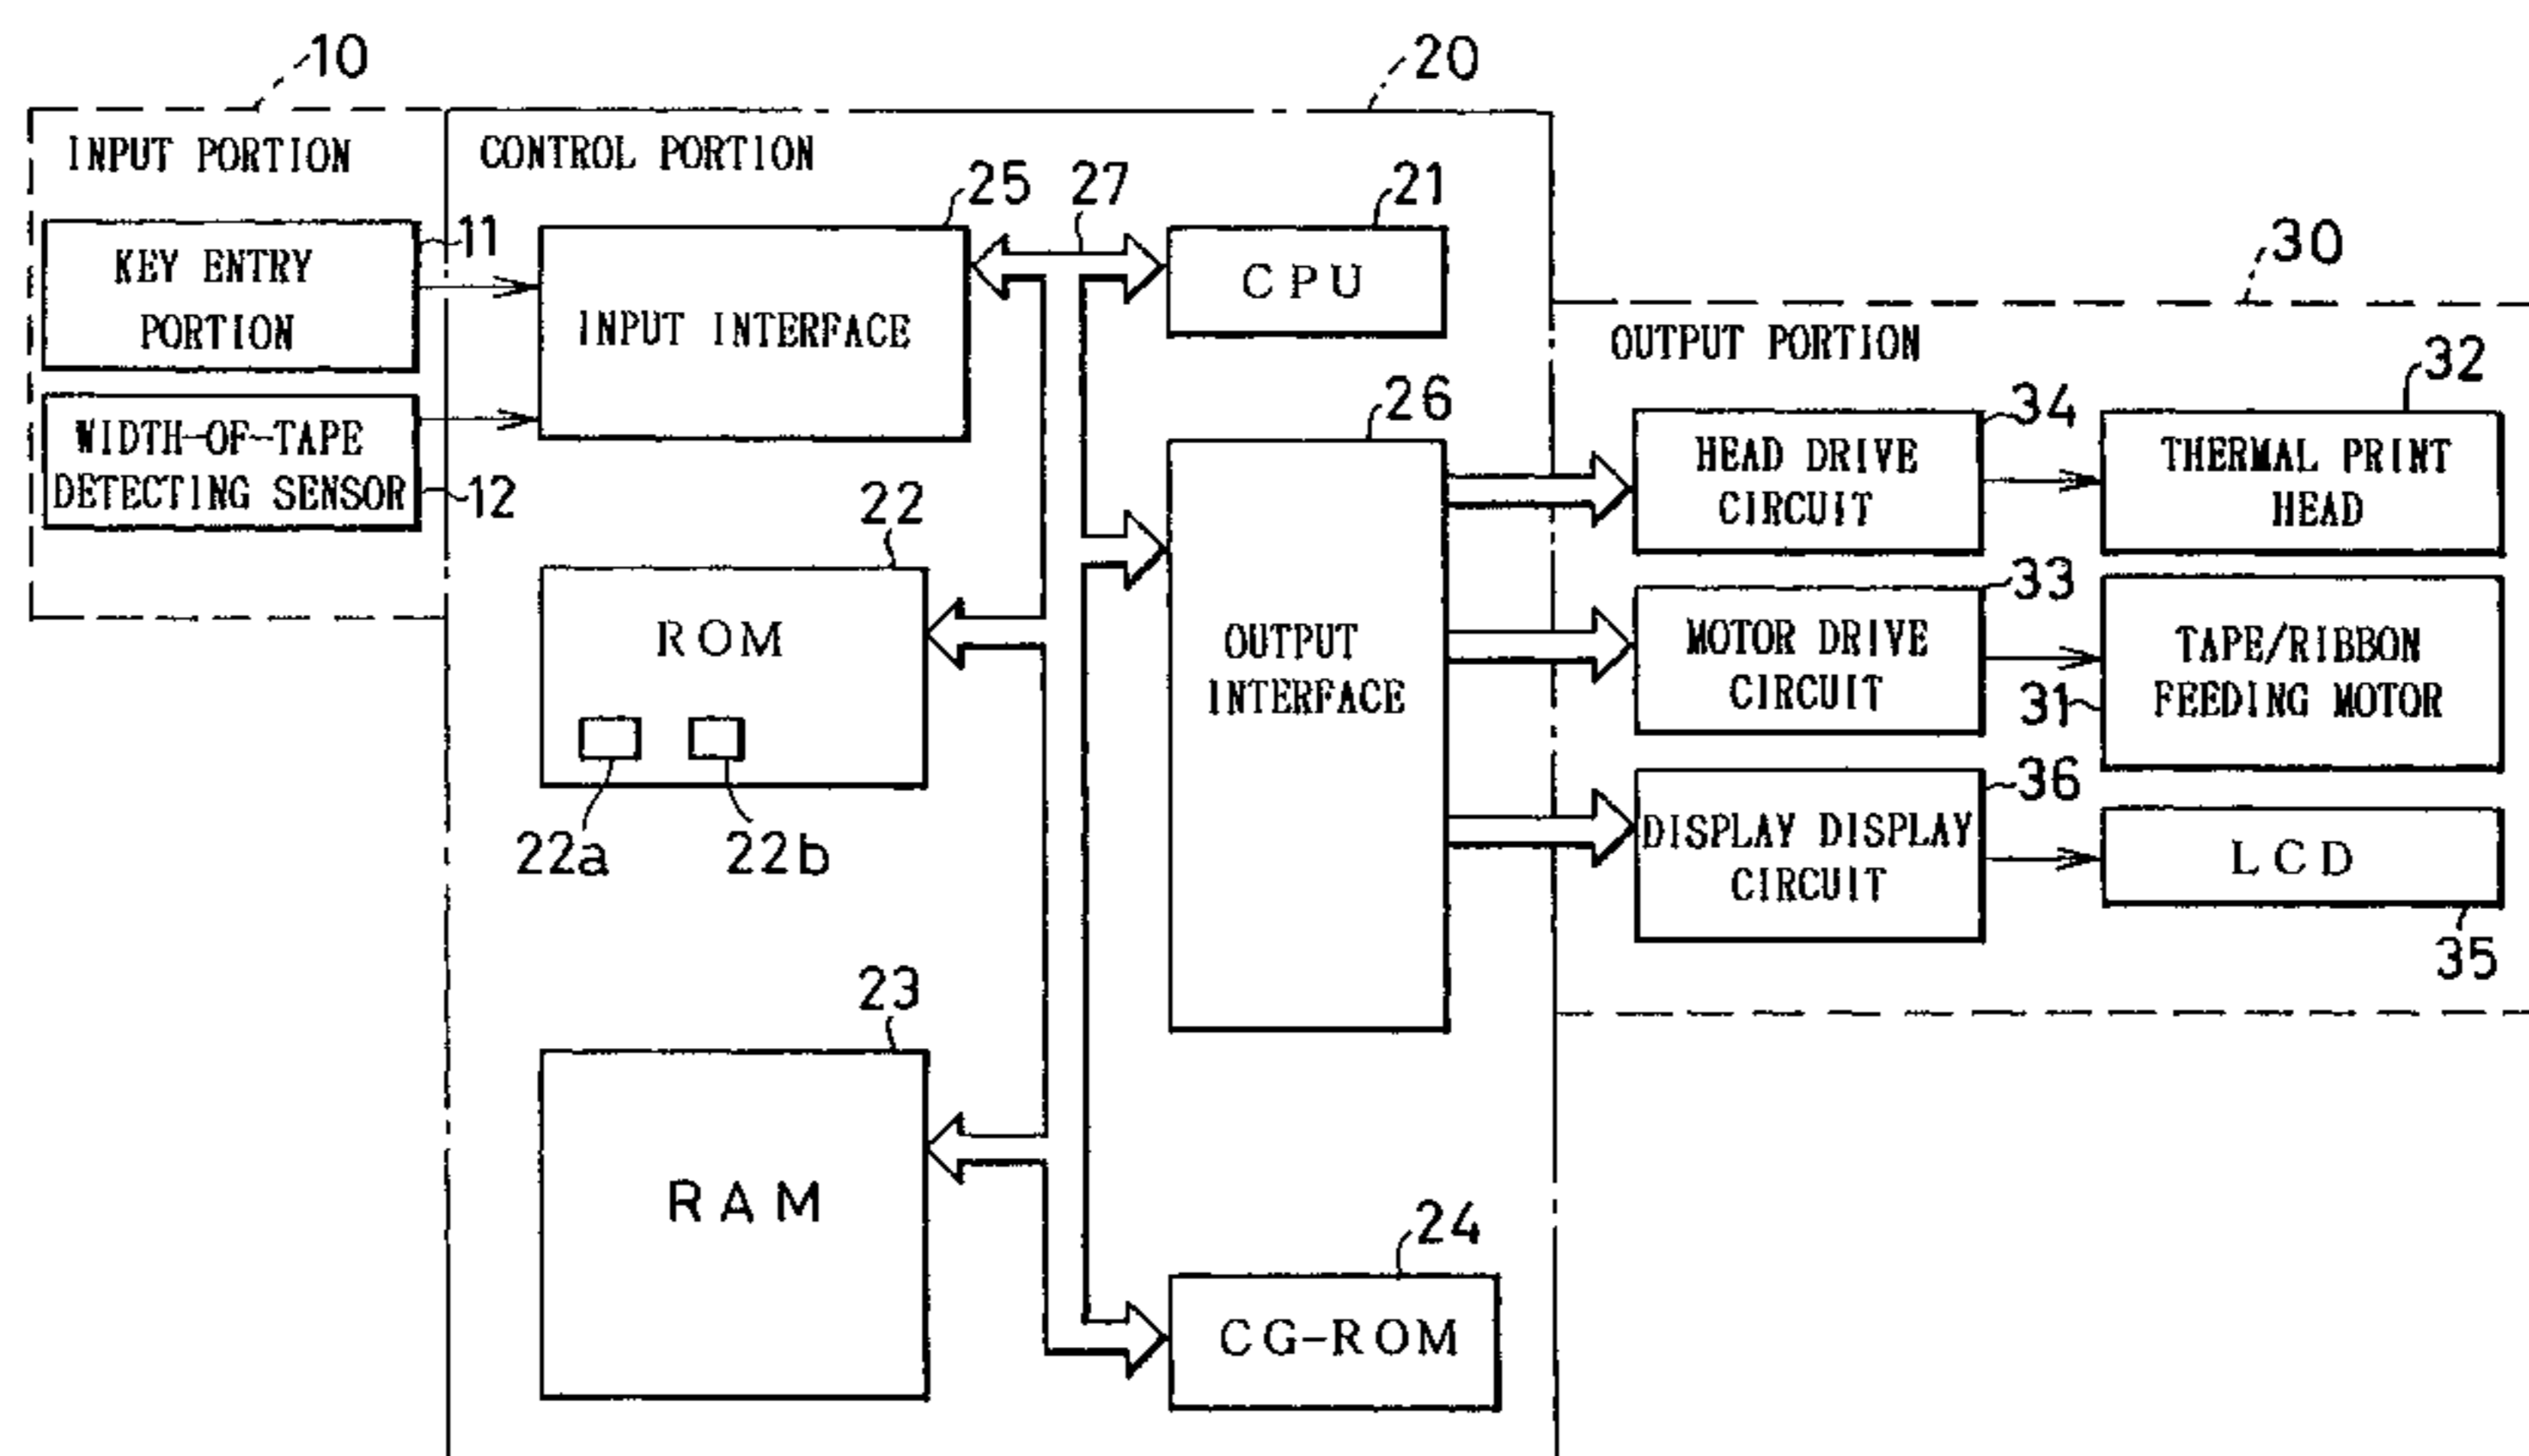 10
INPUT PORTION
KEY ENTRY
PORTION
11
WIDTH-OF-TAPE
DETECTING SENSOR
12
20
CONTROL PORTION
25
INPUT INTERFACE
27
21
CPU
22
ROM
22a
22b
26
OUTPUT
INTERFACE
23
RAM
24
CG-ROM
30
OUTPUT PORTION
34
HEAD DRIVE
CIRCUIT
32
THERMAL PRINT
HEAD
33
MOTOR DRIVE
CIRCUIT
31
TAPE/RIBBON
FEEDING MOTOR
36
DISPLAY DISPLAY
CIRCUIT
LCD
35